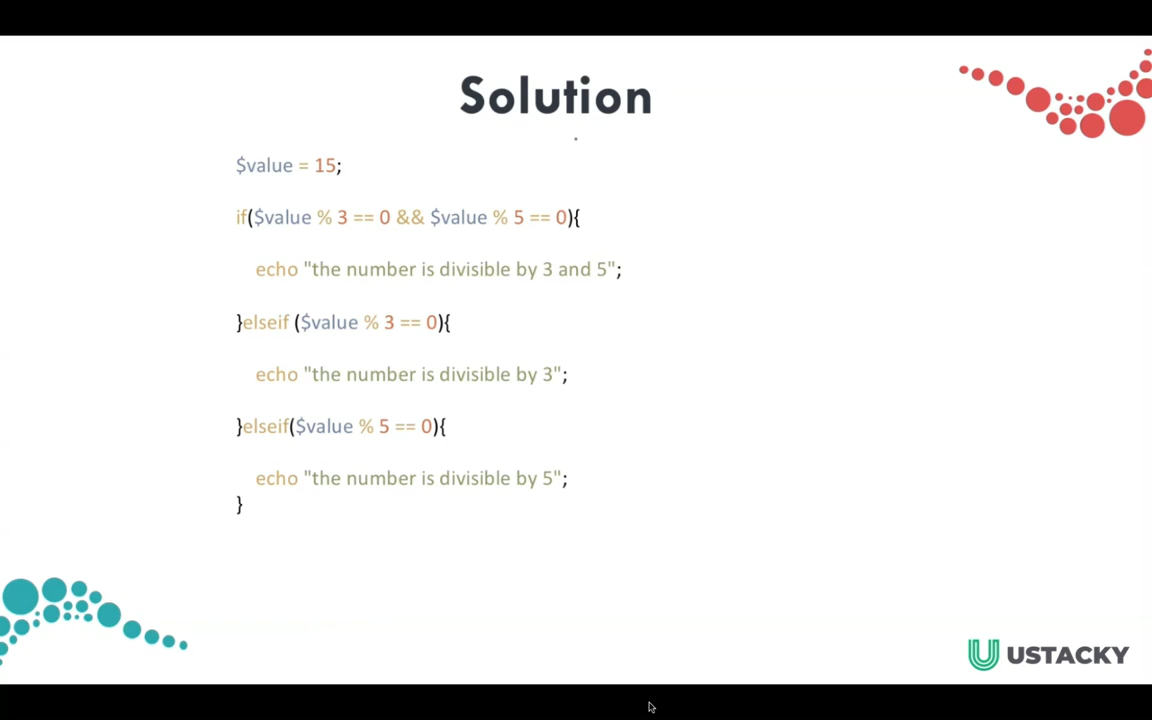 Solution
$value = 15;
if($value % 3 == 0 && $value % 5 == 0){
echo "the number is divisible by 3 and 5";
}elseif ($value % 3 == 0){
echo "the number is divisible by 3";
}elseif($value % 5 == 0){
echo "the number is divisible by 5";
}
USTACKY